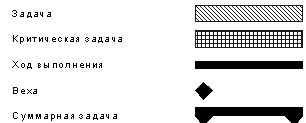 Задача
Критическая задача
Ход выполнения
Веха
Суммарная задача